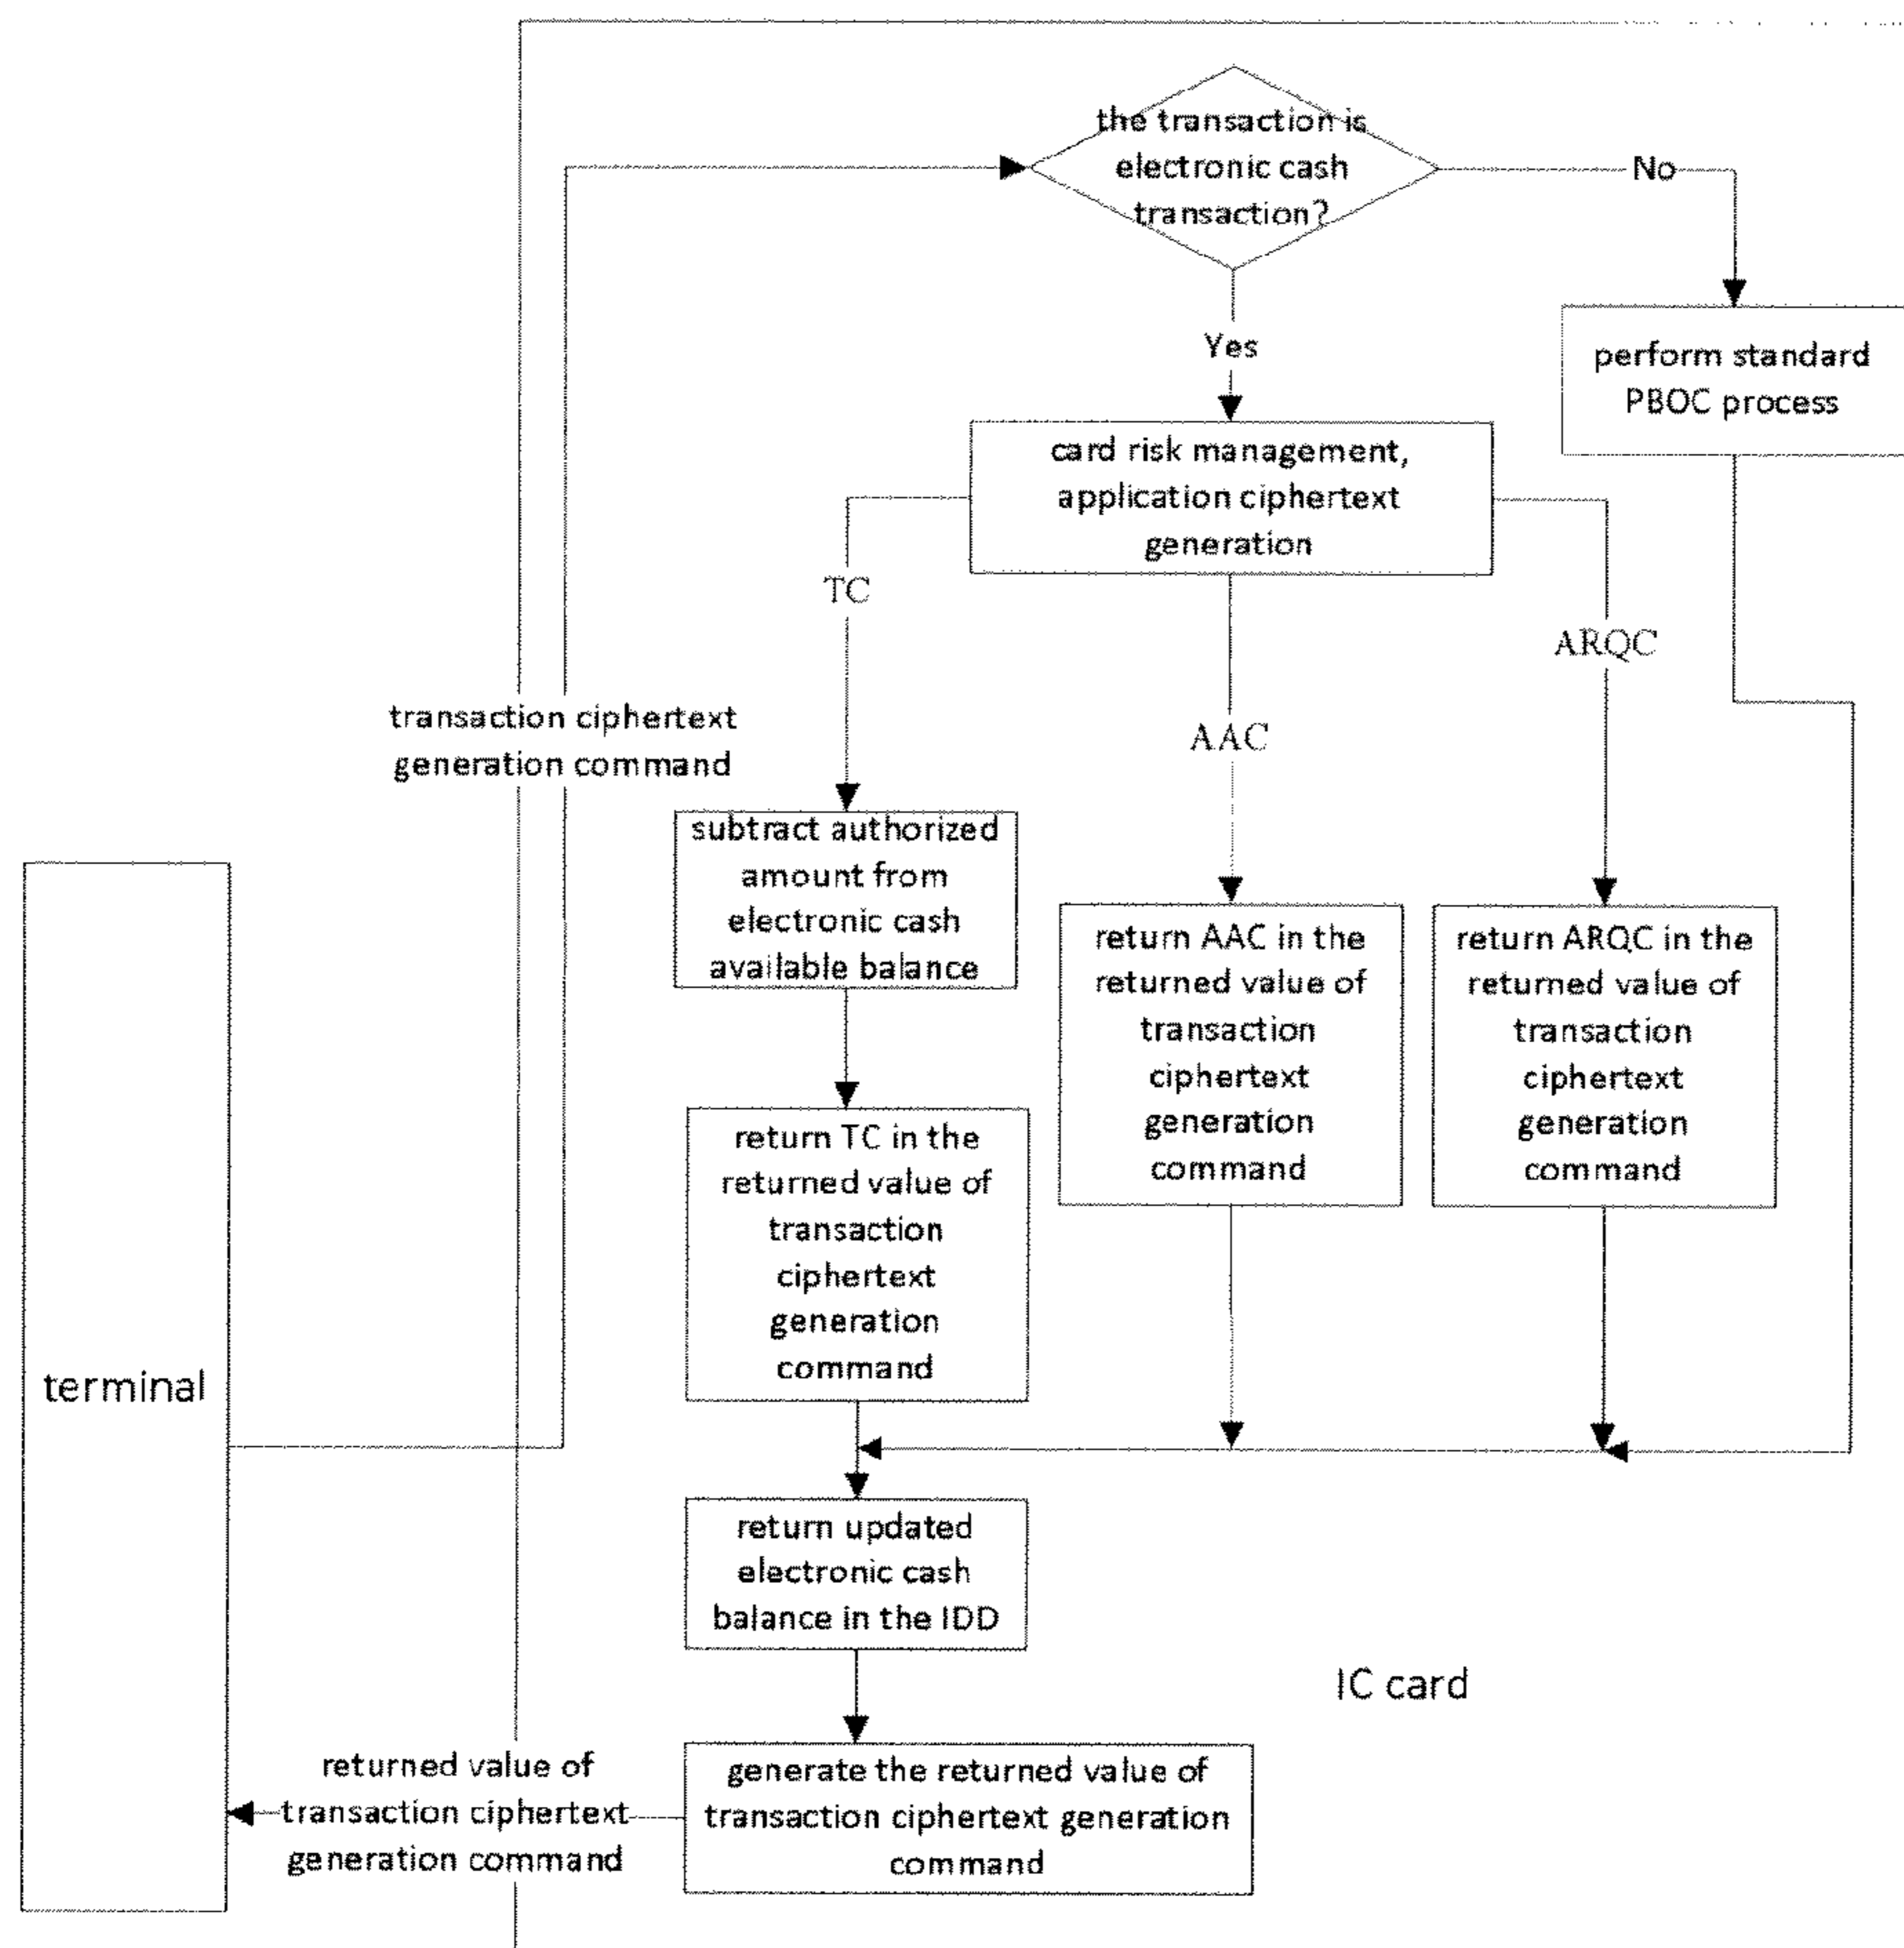 the transaction is
electronic cash
transaction?
No
Yes
perform standard
PBOC process
card risk management,
application ciphertext
generation
TC
AAC
ARQC
transaction ciphertext
generation command
subtract authorized
amount from
electronic cash
available balance
return AAC in the
returned value of
transaction
ciphertext
generation
command
return ARQC in the
returned value of
transaction
ciphertext
generation
command
return TC in the
returned value of
transaction
ciphertext
generation
command
terminal
return updated
electronic cash
balance in the IDD
IC card
returned value of
transaction ciphertext
generation command
generate the returned value of
transaction ciphertext generation
command